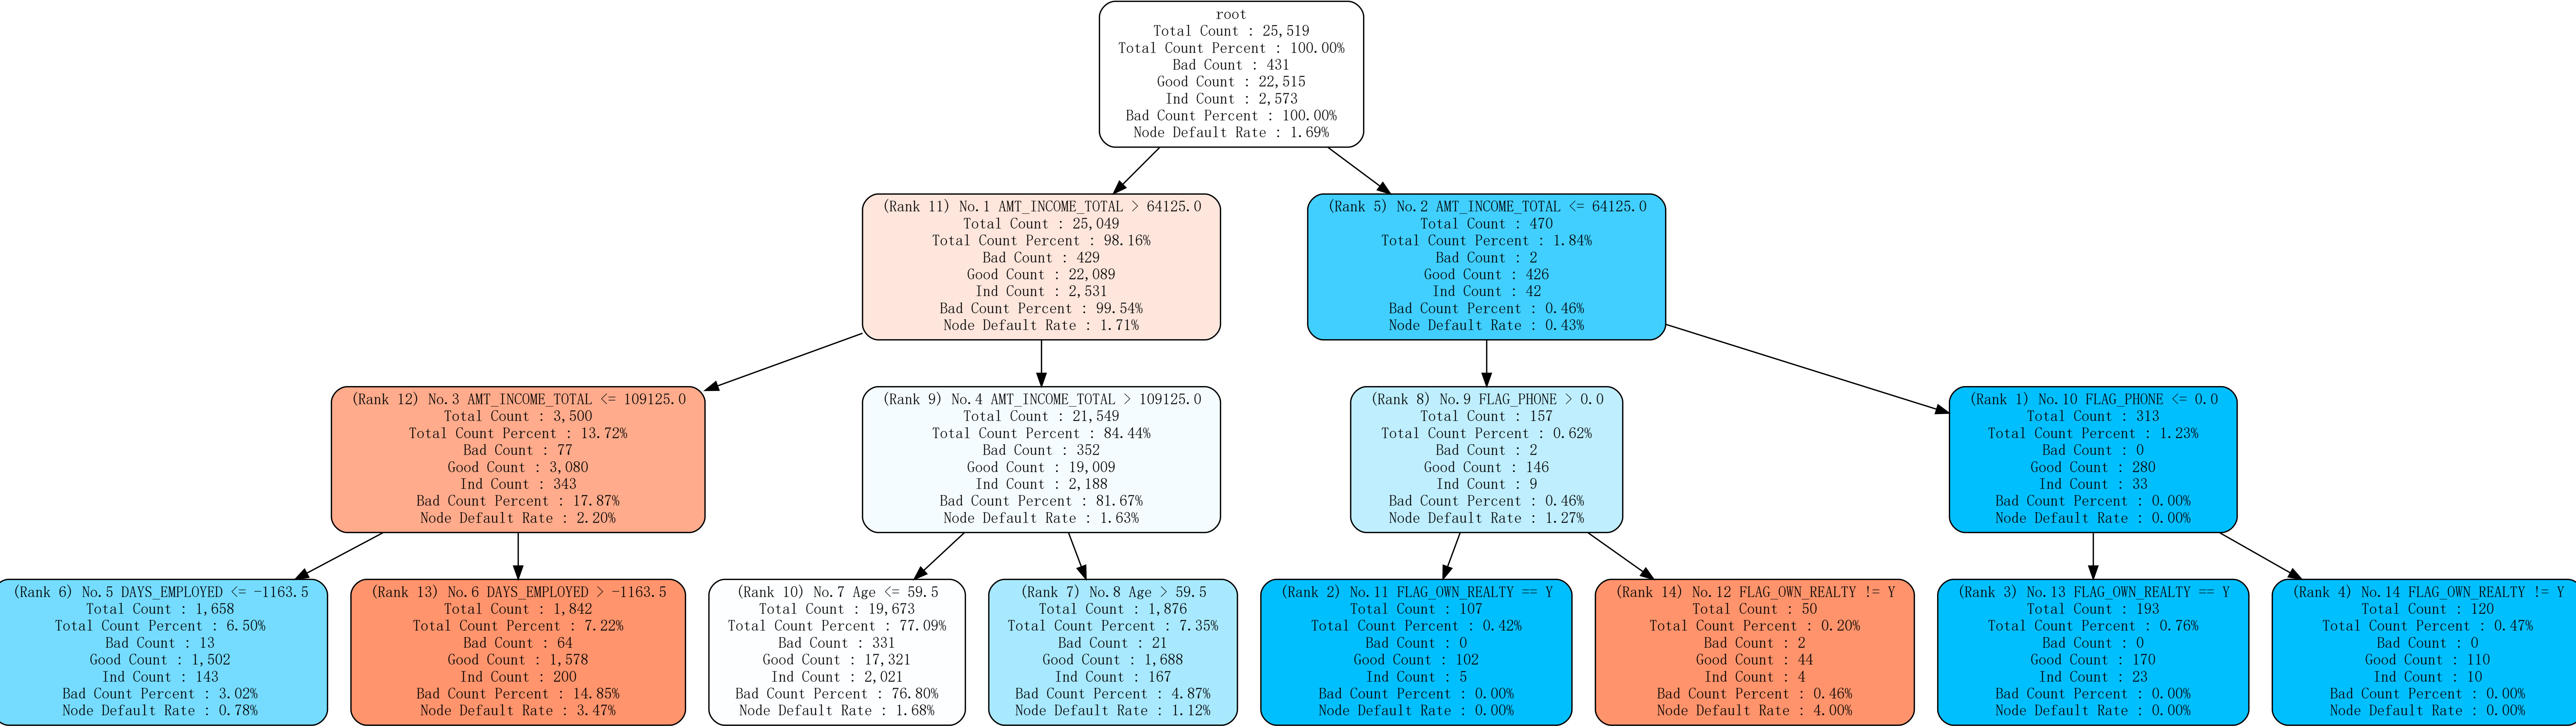 root
Total Count : 25,519
Total Count Percent : 100.00%
Bad Count : 431
Good Count : 22,515
Ind Count : 2,573
Bad Count Percent : 100.00%
Node Default Rate : 1.69%
(Rank 11) No.1 AMT_INCOME_TOTAL > 64125.0
Total Count : 25,049
Total Count Percent : 98.16%
Bad Count : 429
Good Count : 22,089
Ind Count : 2,531
Bad Count Percent : 99.54%
Node Default Rate : 1.71%
(Rank 5) No.2 AMT_INCOME_TOTAL <= 64125.0
Total Count : 470
Total Count Percent : 1.84%
Bad Count : 2
Good Count : 426
Ind Count : 42
Bad Count Percent : 0.46%
Node Default Rate : 0.43%
(Rank 12) No.3 AMT_INCOME_TOTAL <= 109125.0
Total Count : 3,500
Total Count Percent : 13.72%
Bad Count : 77
Good Count : 3,080
Ind Count : 343
Bad Count Percent : 17.87%
Node Default Rate : 2.20%
(Rank 9) No.4 AMT_INCOME_TOTAL > 109125.0
Total Count : 21,549
Total Count Percent : 84.44%
Bad Count : 352
Good Count : 19,009
Ind Count : 2,188
Bad Count Percent : 81.67%
Node Default Rate : 1.63%
(Rank 8) No.9 FLAG_PHONE > 0.0
Total Count : 157
Total Count Percent : 0.62%
Bad Count : 2
Good Count : 146
Ind Count : 9
Bad Count Percent : 0.46%
Node Default Rate : 1.27%
(Rank 1) No.10 FLAG_PHONE <= 0.0
Total Count : 313
Total Count Percent : 1.23%
Bad Count : 0
Good Count : 280
Ind Count : 33
Bad Count Percent : 0.00%
Node Default Rate : 0.00%
(Rank 6) No.5 DAYS_EMPLOYED <= -1163.5
Total Count : 1,658
Total Count Percent : 6.50%
Bad Count : 13
Good Count : 1,502
Ind Count : 143
Bad Count Percent : 3.02%
Node Default Rate : 0.78%
(Rank 13) No.6 DAYS_EMPLOYED > -1163.5
Total Count : 1,842
Total Count Percent : 7.22%
Bad Count : 64
Good Count : 1,578
Ind Count : 200
Bad Count Percent : 14.85%
Node Default Rate : 3.47%
(Rank 10) No.7 Age <= 59.5
Total Count : 19,673
Total Count Percent : 77.09%
Bad Count : 331
Good Count : 17,321
Ind Count : 2,021
Bad Count Percent : 76.80%
Node Default Rate : 1.68%
(Rank 7) No.8 Age > 59.5
Total Count : 1,876
Total Count Percent : 7.35%
Bad Count : 21
Good Count : 1,688
Ind Count : 167
Bad Count Percent : 4.87%
Node Default Rate : 1.12%
(Rank 2) No.11 FLAG_OWN_REALTY == Y
Total Count : 107
Total Count Percent : 0.42%
Bad Count : 0
Good Count : 102
Ind Count : 5
Bad Count Percent : 0.00%
Node Default Rate : 0.00%
(Rank 14) No.12 FLAG_OWN_REALTY != Y
Total Count : 50
Total Count Percent : 0.20%
Bad Count : 2
Good Count : 44
Ind Count : 4
Bad Count Percent : 0.46%
Node Default Rate : 4.00%
(Rank 3) No.13 FLAG_OWN_REALTY == Y
Total Count : 193
Total Count Percent : 0.76%
Bad Count : 0
Good Count : 170
Ind Count : 23
Bad Count Percent : 0.00%
Node Default Rate : 0.00%
(Rank 4) No.14 FLAG_OWN_REALTY != Y
Total Count : 120
Total Count Percent : 0.47%
Bad Count : 0
Good Count : 110
Ind Count : 10
Bad Count Percent : 0.00%
Node Default Rate : 0.00%